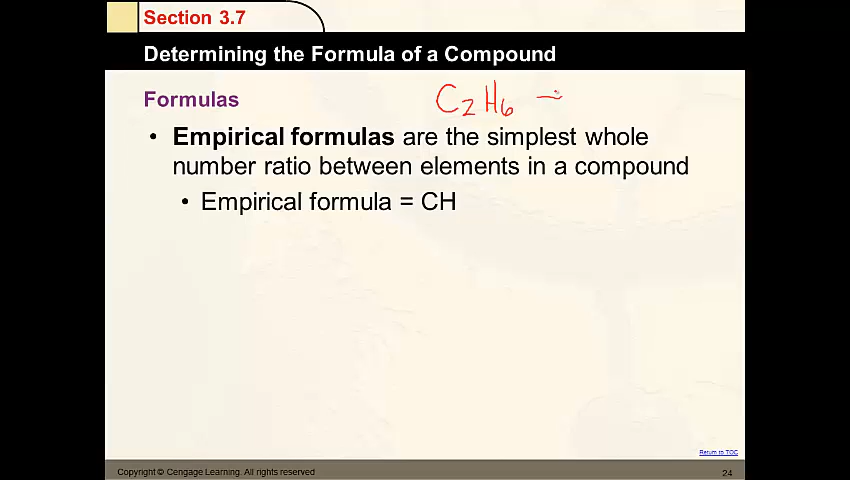 Section 3.7
Determining the Formula of a Compound
Formulas
C₂H₆
• Empirical formulas are the simplest whole
number ratio between elements in a compound
• Empirical formula = CH
Return to TOC
Copyright © Cengage Learning. All rights reserved
24